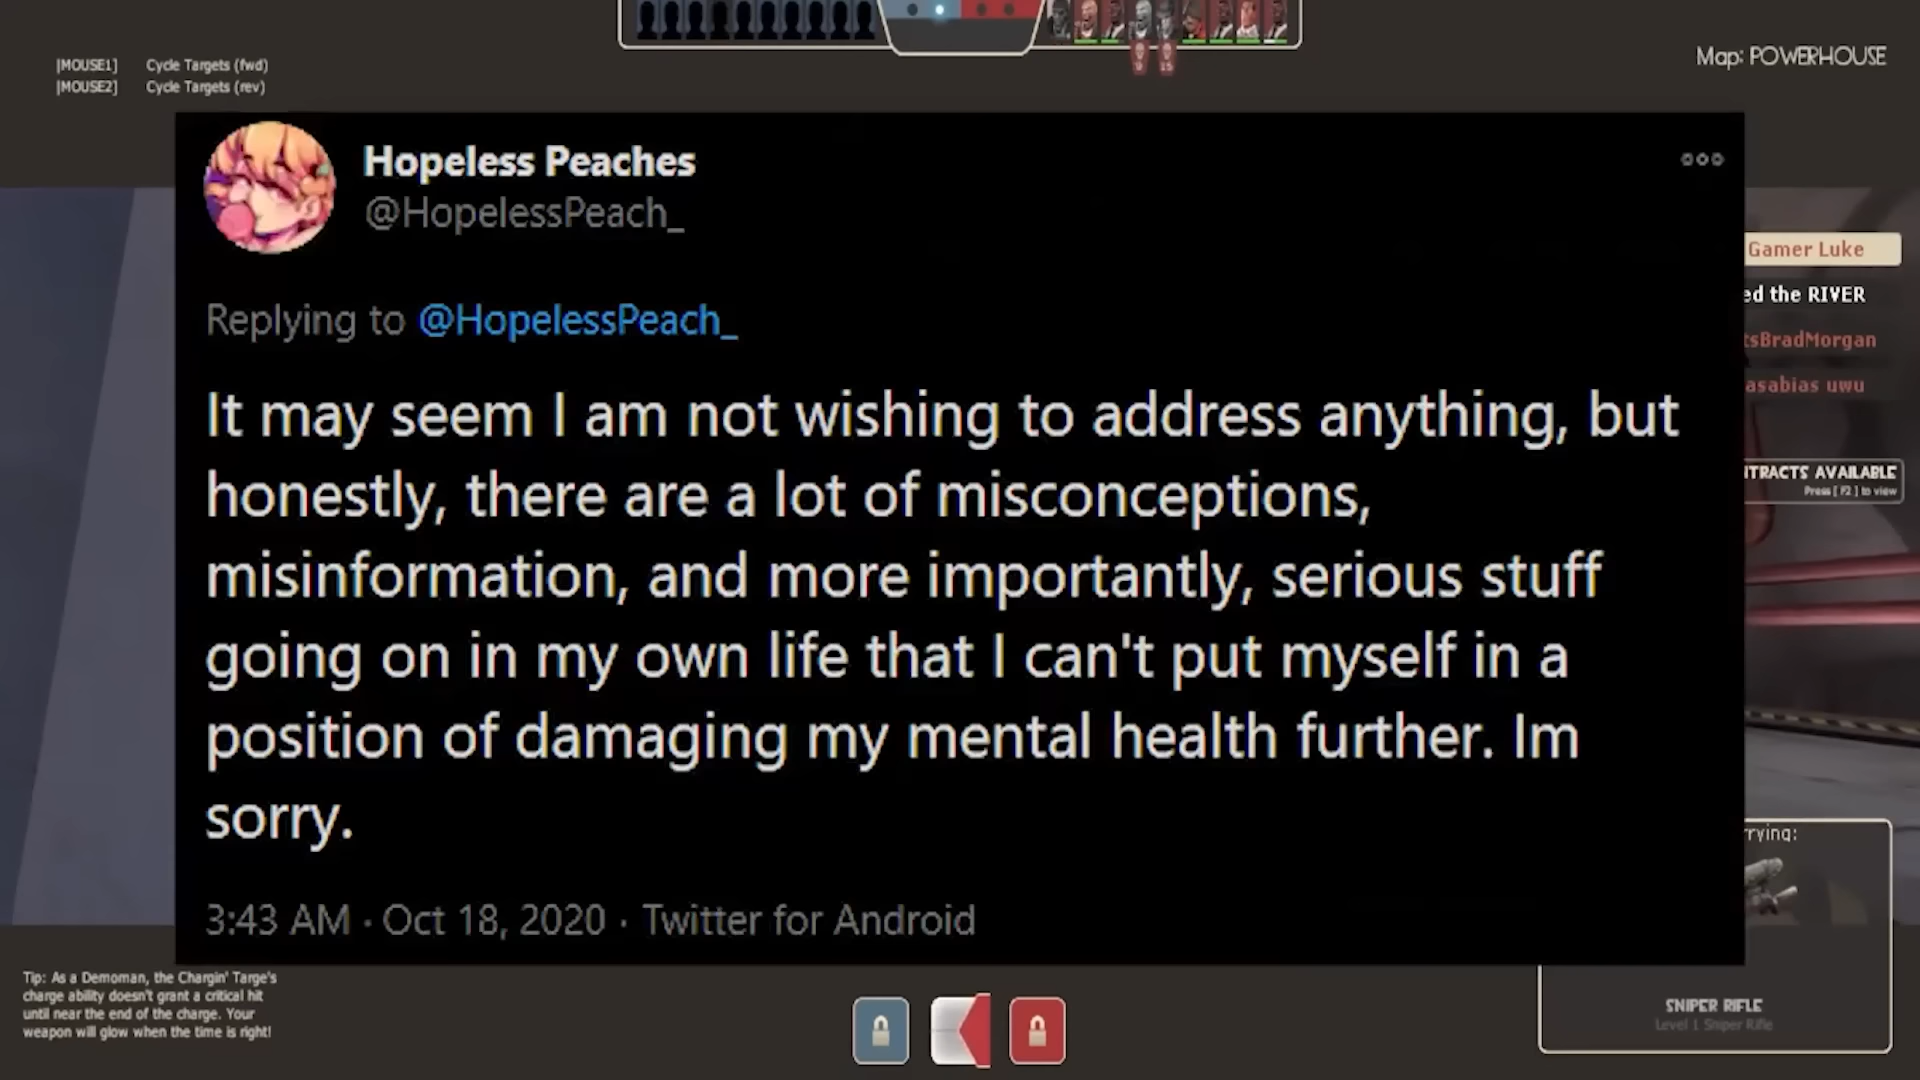 [MOUSE1] Cycle Targets (fwd)
[MOUSE2] Cycle Targets (rev)
Map: POWERHOUSE
9 15
Hopeless Peaches
@HopelessPeach_
Replying to @HopelessPeach_
It may seem I am not wishing to address anything, but
honestly, there are a lot of misconceptions,
misinformation, and more importantly, serious stuff
going on in my own life that I can't put myself in a
position of damaging my mental health further. Im
sorry.
3:43 AM · Oct 18, 2020 · Twitter for Android
Gamer Luke
ed the RIVER
tsBradMorgan
asabias uwu
NTRACTS AVAILABLE
Press [ F2 ] to view
rrying:
SNIPER RIFLE
Level 1 Sniper Rifle
Tip: As a Demoman, the Chargin' Targe's
charge ability doesn't grant a critical hit
until near the end of the charge. Your
weapon will glow when the time is right!